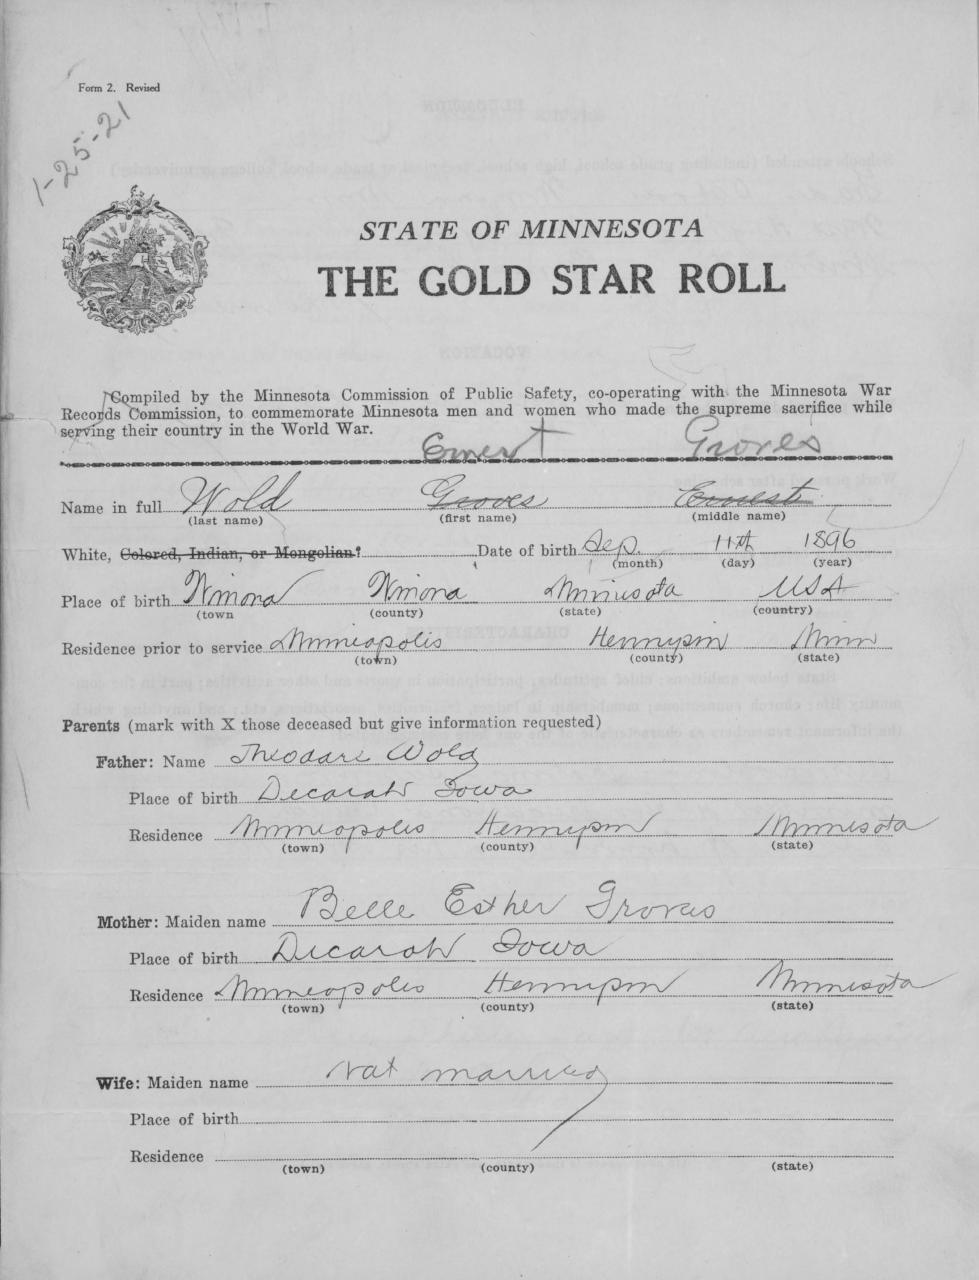 Form 2. Revised
1-25-21
STATE OF MINNESOTA
THE GOLD STAR ROLL
Compiled by the Minnesota Commission of Public Safety, co-operating with the Minnesota War
Records Commission, to commemorate Minnesota men and women who made the supreme sacrifice while
serving their country in the World War.
Ernest Groves
Name in full Wold Groves Ernest
(last name) (first name) (middle name)
White, Colored, Indian, or Mongolian? Date of birth Sep. 11th 1896
(month) (day) (year)
Place of birth Winona Winona Minnisota USA
(town (county) (state) (country)
Residence prior to service Minneapolis Hennypin Minn
(town) (county) (state)
Parents (mark with X those deceased but give information requested)
Father: Name Theodore Wold
Place of birth Decorah Iowa
Residence Minneapolis Hennypin Minnesota
(town) (county) (state)
Mother: Maiden name Belle Esther Groves
Place of birth Decorah Iowa
Residence Minneapolis Hennypin Minnesota
(town) (county) (state)
Wife: Maiden name Not married
Place of birth
Residence
(town) (county) (state)